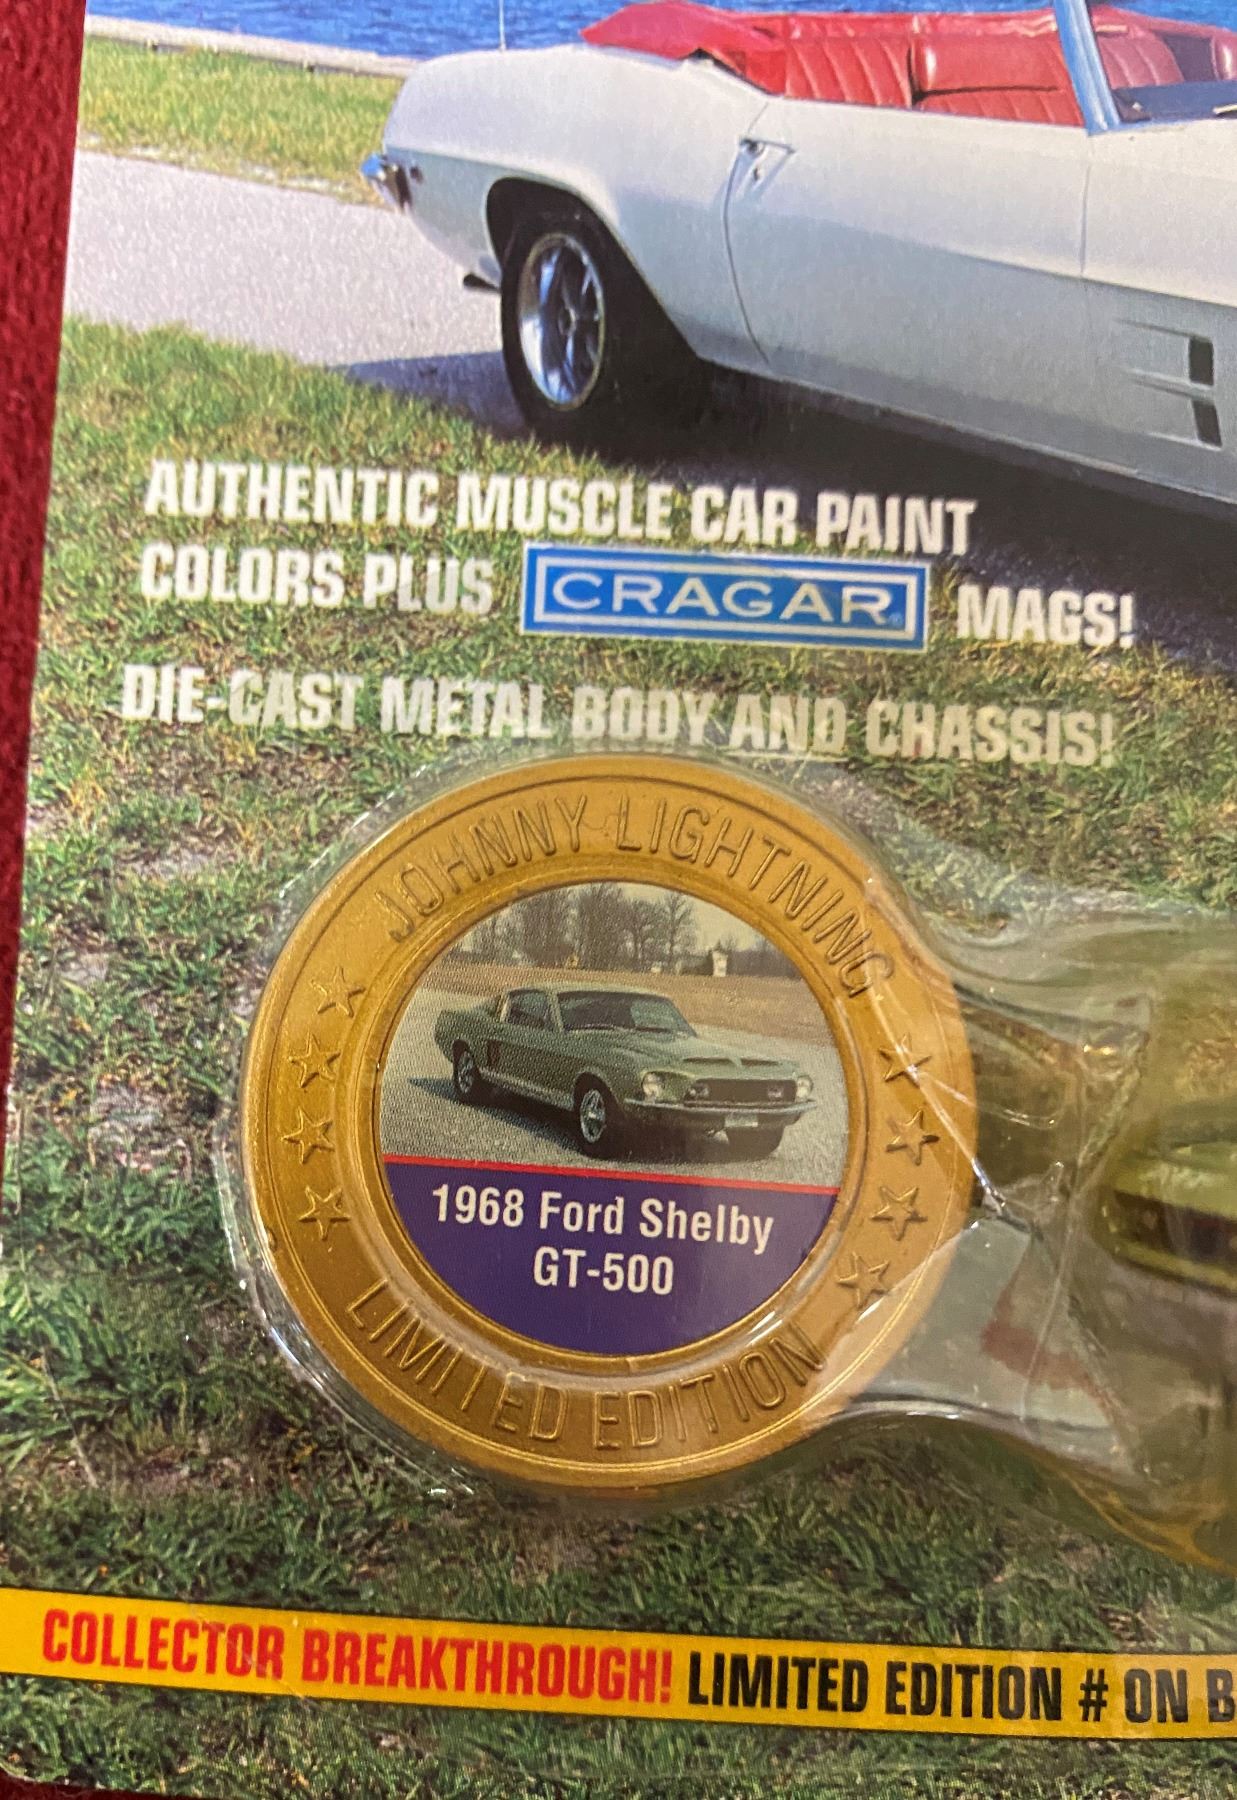 AUTHENTIC MUSCLE CAR PAINT
COLORS PLUS CRAGAR® MAGS!
DIE-CAST METAL BODY AND CHASSIS!
JOHNNY LIGHTNING
1968 Ford Shelby
GT-500
LIMITED EDITION
COLLECTOR BREAKTHROUGH! LIMITED EDITION # ON B